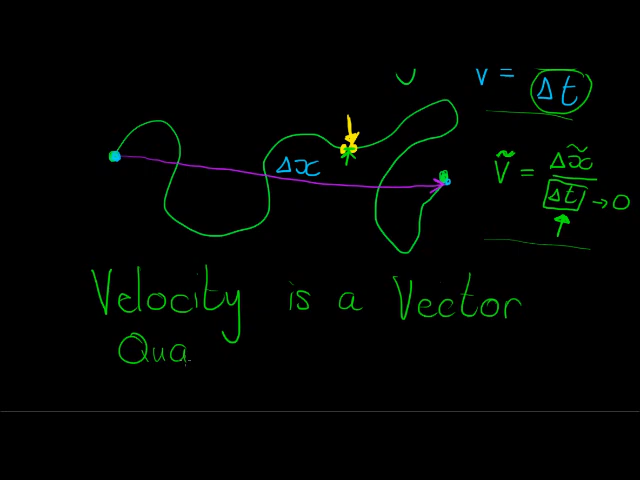 v = Δt
Δx
ṽ = Δx̃ / Δt → 0
Velocity is a Vector
Qua